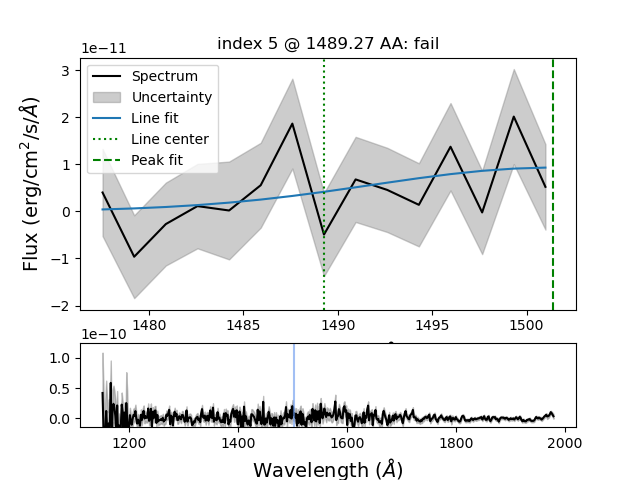 index 5 @ 1489.27 AA: fail
1e−11
Flux (erg/cm²/s/Å)
3
2
1
0
−1
−2
Spectrum
Uncertainty
Line fit
Line center
Peak fit
1480
1485
1490
1495
1500
1e−10
1.0
0.5
0.0
1200
1400
1600
1800
2000
Wavelength (Å)